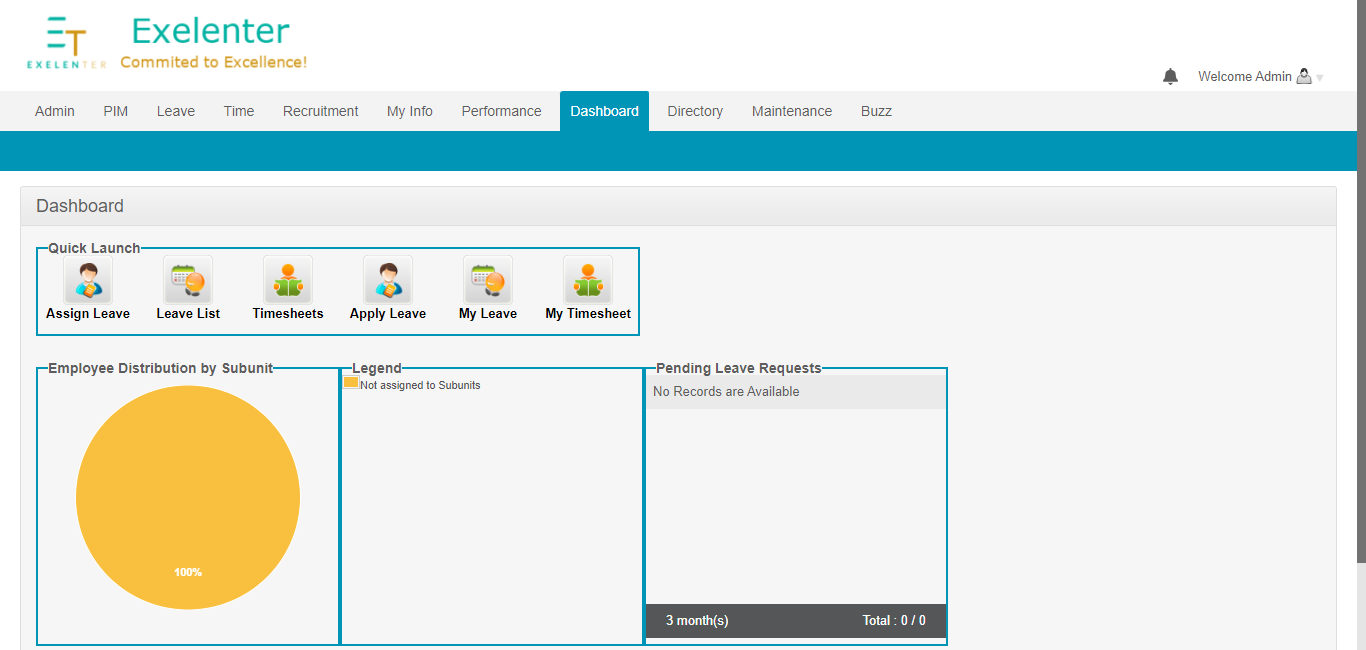 ET
EXELENTER
Exelenter
Commited to Excellence!
Welcome Admin
Admin PIM Leave Time Recruitment My Info Performance Dashboard Directory Maintenance Buzz
Dashboard
Quick Launch
Assign Leave Leave List Timesheets Apply Leave My Leave My Timesheet
Employee Distribution by Subunit
100%
Legend
Not assigned to Subunits
Pending Leave Requests
No Records are Available
3 month(s) Total : 0 / 0